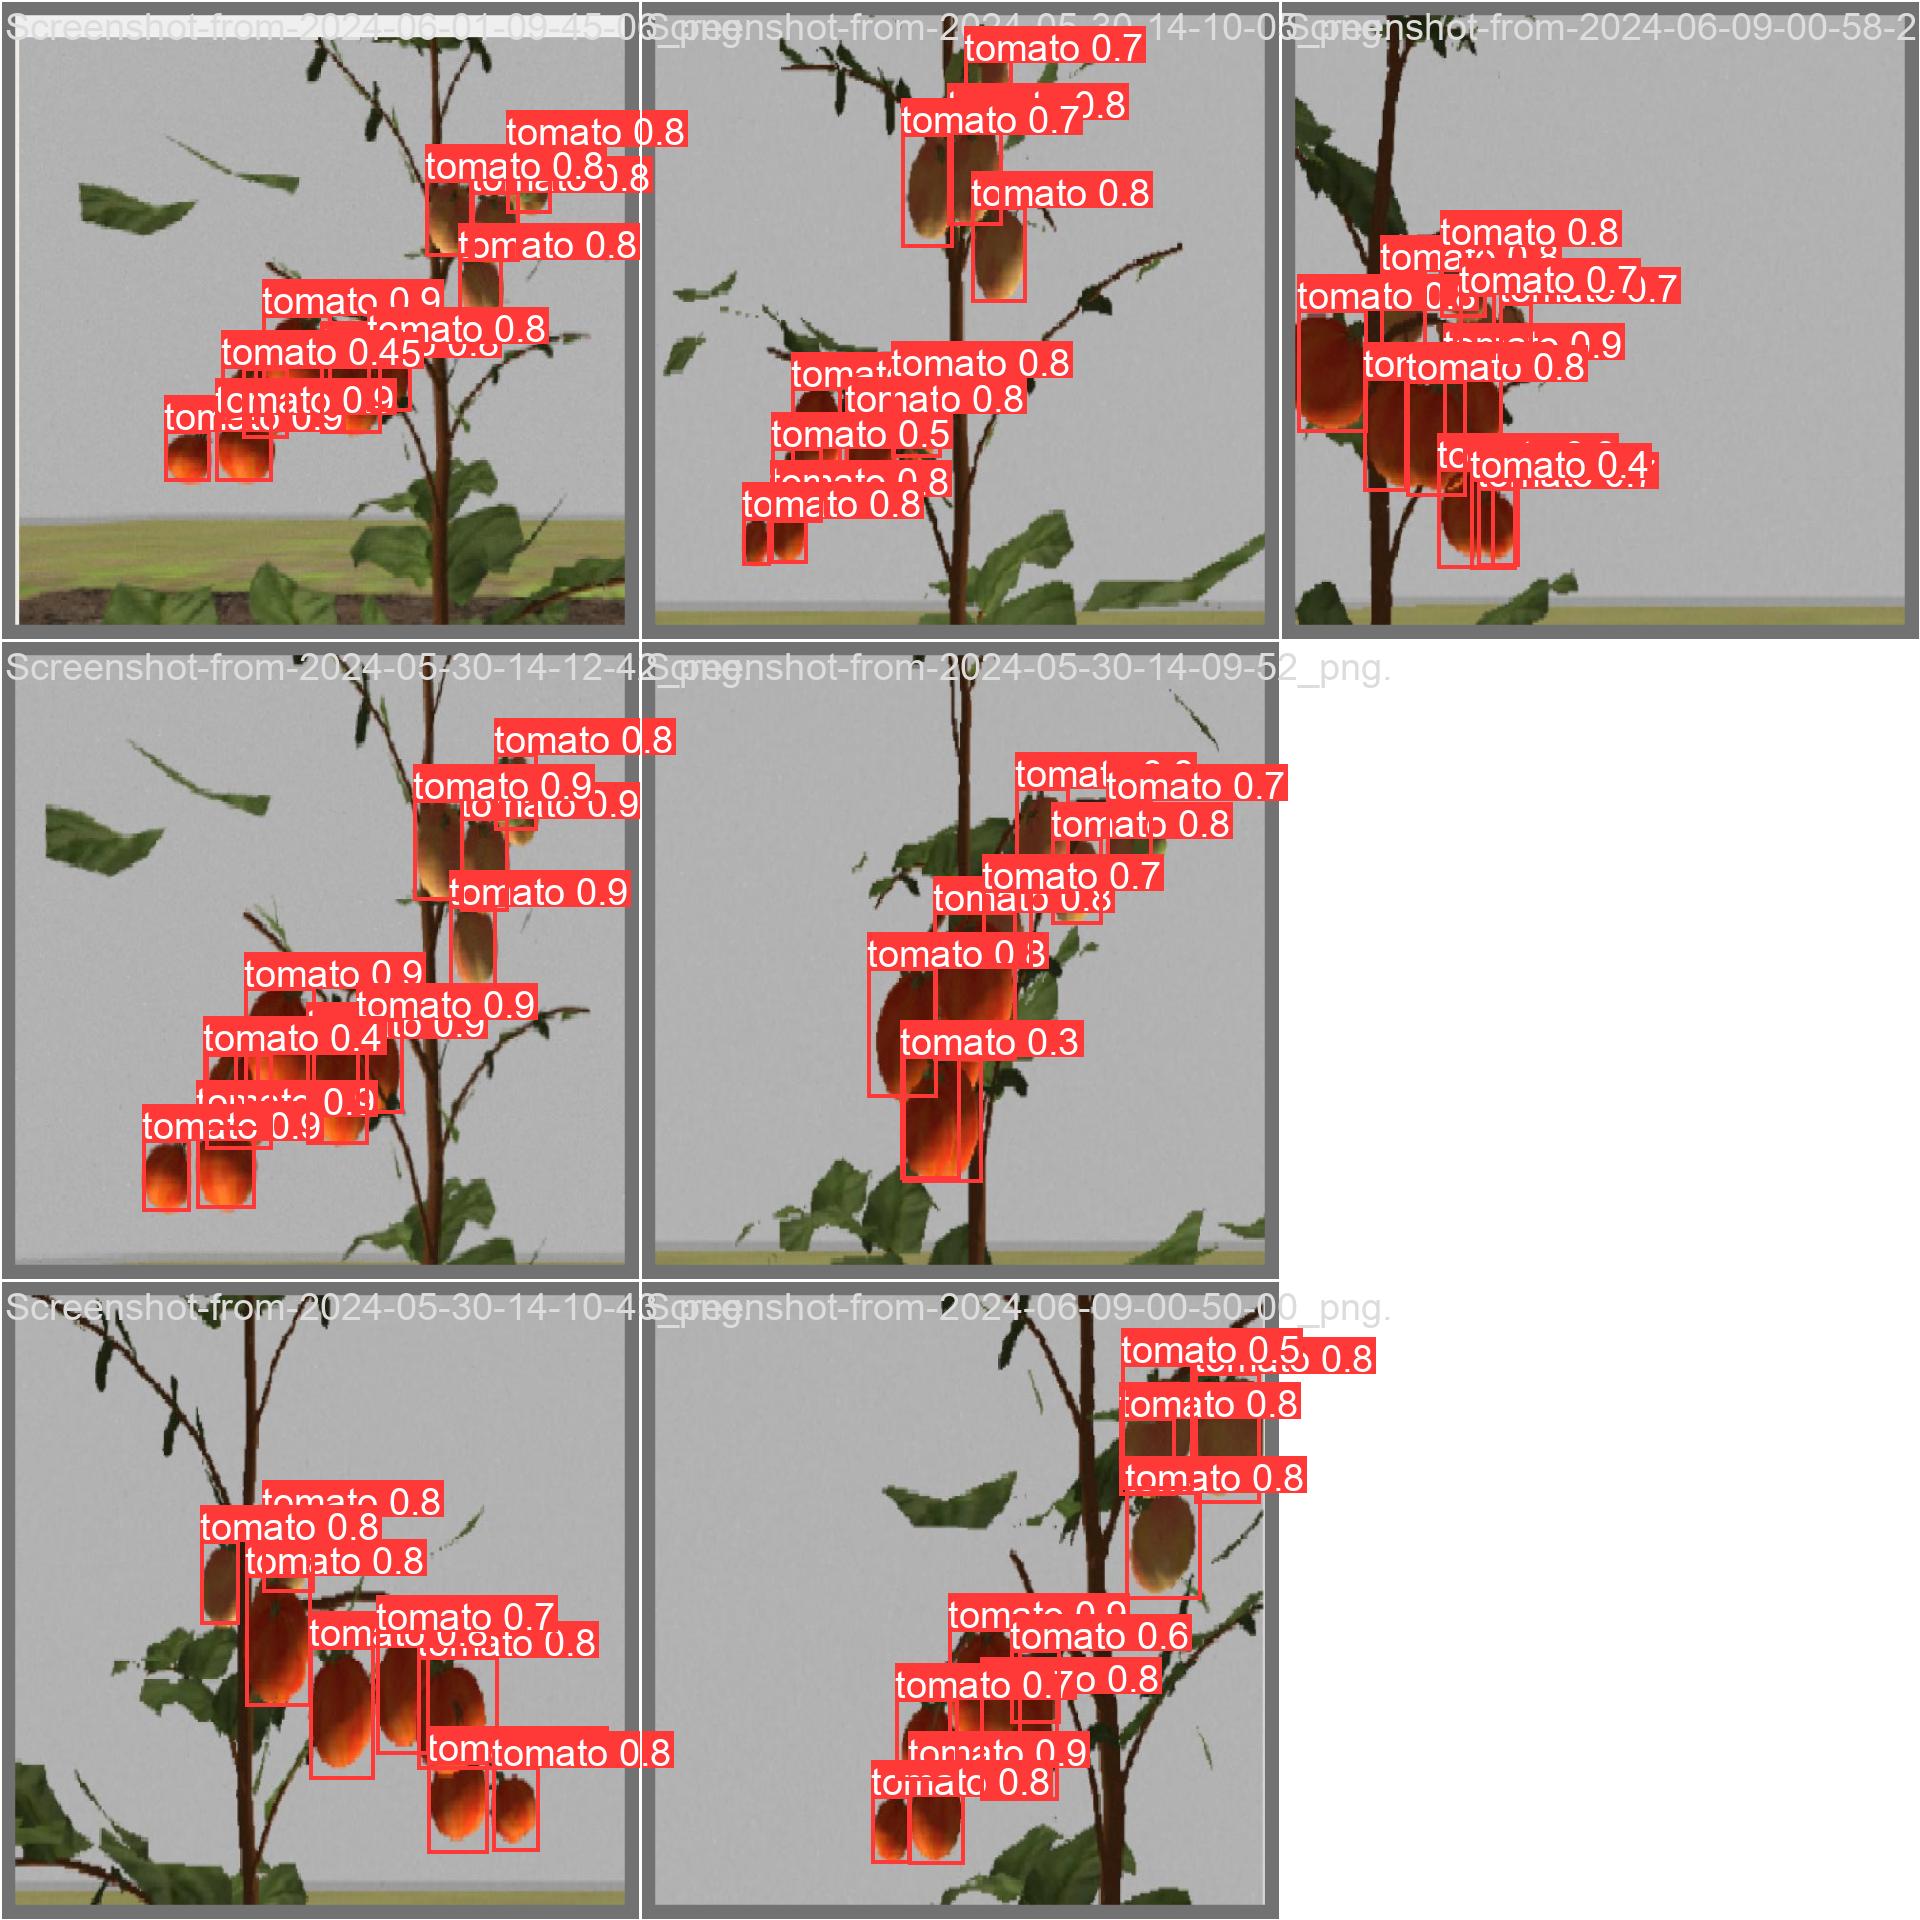 Screenshot-from-2024-06-01-09-45-06_png.
14-10-05_png.
Screenshot-from-2024-06-09-00-58-2
tomato 0.7
0.8
tomato 0.7
tomato 0.8
tomato 0.8
tomato 0.8
0.8
tomato 0.8
tomato 0.8
tomato 0.8
tomato 0.7
tomato 0.8
tomato 0.9
tomato 0.8
tomato 0.45
tomato 0.9
tomato 0.8
tomato 0.8
tomato 0.5
tomato 0.8
tomato 0.8
0.9
tomato 0.8
tomato 0.4
Screenshot-from-2024-05-30-14-12-42_png.
Screenshot-from-2024-05-30-14-09-52_png.
tomato 0.8
tomato 0.9
tomato 0.9
tomato 0.9
tomato 0.9
tomato 0.9
0.9
tomato 0.4
tomato 0.9
tomato 0.9
tomato 0.7
tomato 0.8
tomato 0.7
tomato 0.8
tomato 0.8
tomato 0.3
Screenshot-from-2024-05-30-14-10-43_png.
Screenshot-from-2024-06-09-00-50-00_png.
tomato 0.8
tomato 0.8
tomato 0.8
tomato 0.7
tomato 0.8
tomato 0.8
tomato 0.8
tomato 0.5
tomato 0.8
tomato 0.8
tomato 0.8
tomato 0.9
tomato 0.6
tomato 0.7
0.8
tomato 0.9
tomato 0.8